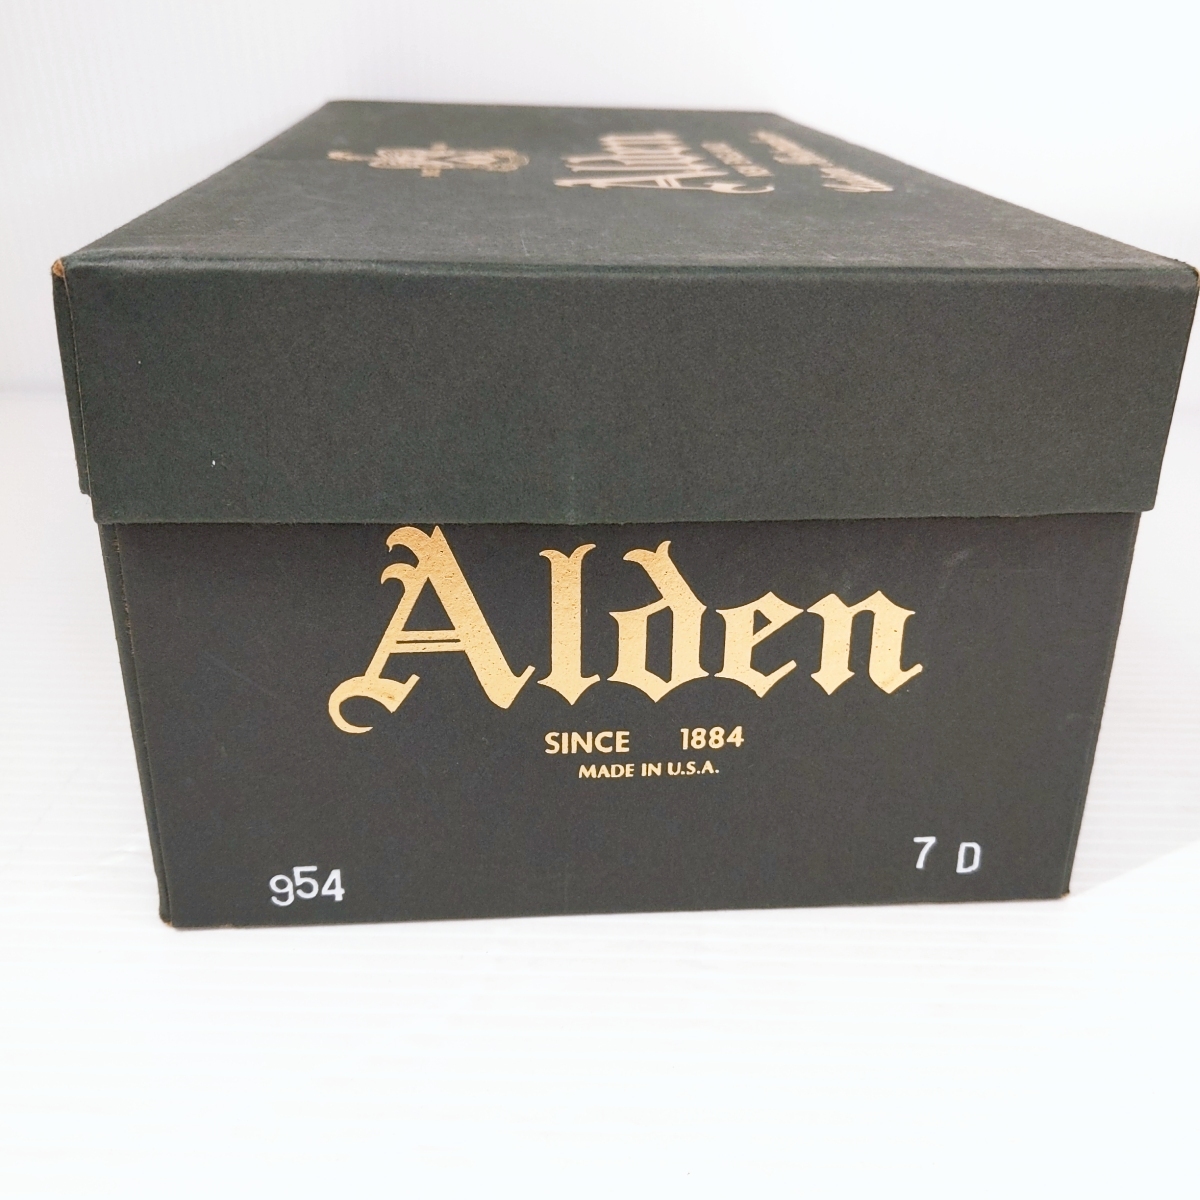 Alden
Alden
SINCE 1884
MADE IN U.S.A.
954 7 D